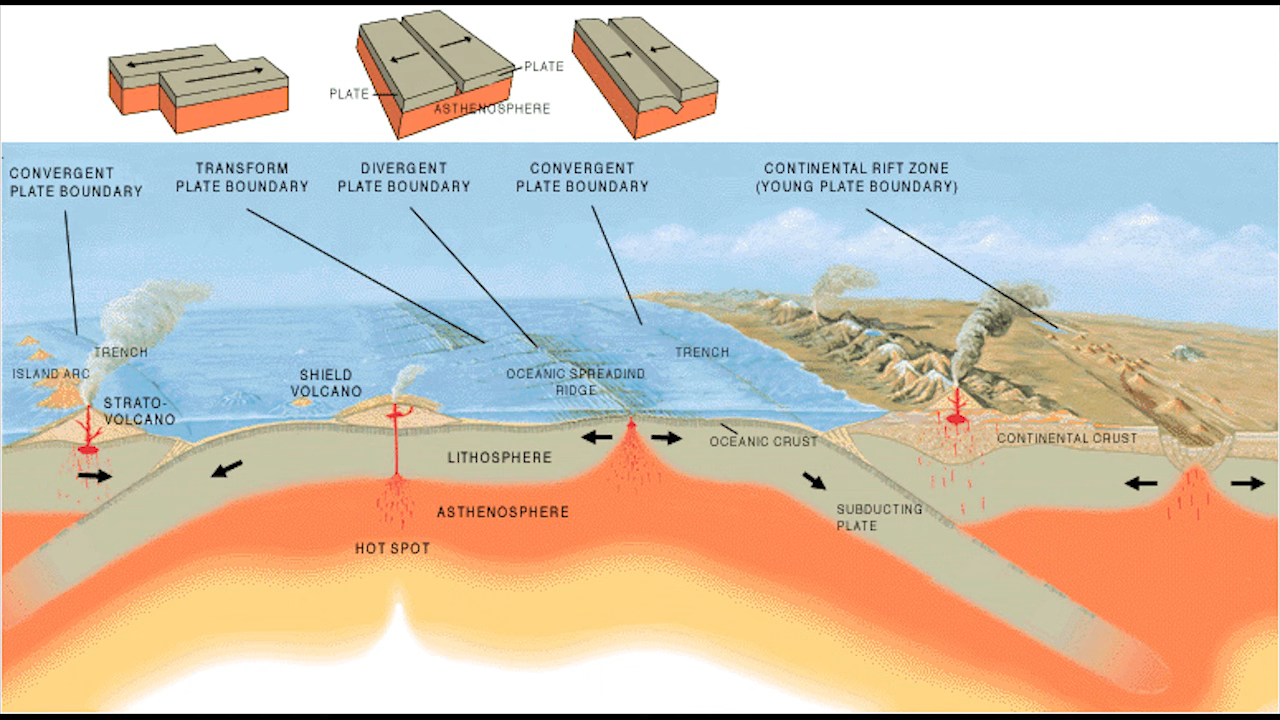 PLATE
PLATE
ASTHENOSPHERE
CONVERGENT
PLATE BOUNDARY
TRANSFORM
PLATE BOUNDARY
DIVERGENT
PLATE BOUNDARY
CONVERGENT
PLATE BOUNDARY
CONTINENTAL RIFT ZONE
(YOUNG PLATE BOUNDARY)
TRENCH
ISLAND ARC
STRATO-
VOLCANO
SHIELD
VOLCANO
OCEANIC SPREADIND
RIDGE
TRENCH
OCEANIC CRUST
CONTINENTAL CRUST
LITHOSPHERE
ASTHENOSPHERE
SUBDUCTING
PLATE
HOT SPOT